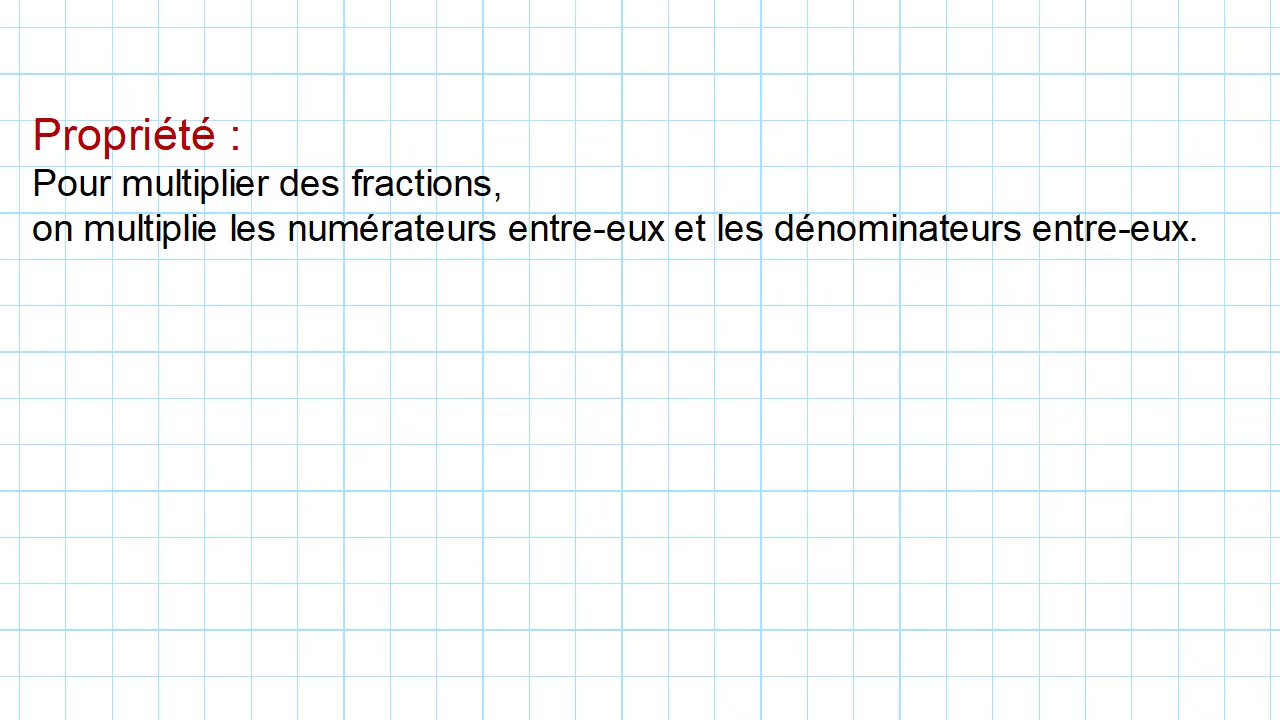 Propriété :
Pour multiplier des fractions,
on multiplie les numérateurs entre-eux et les dénominateurs entre-eux.